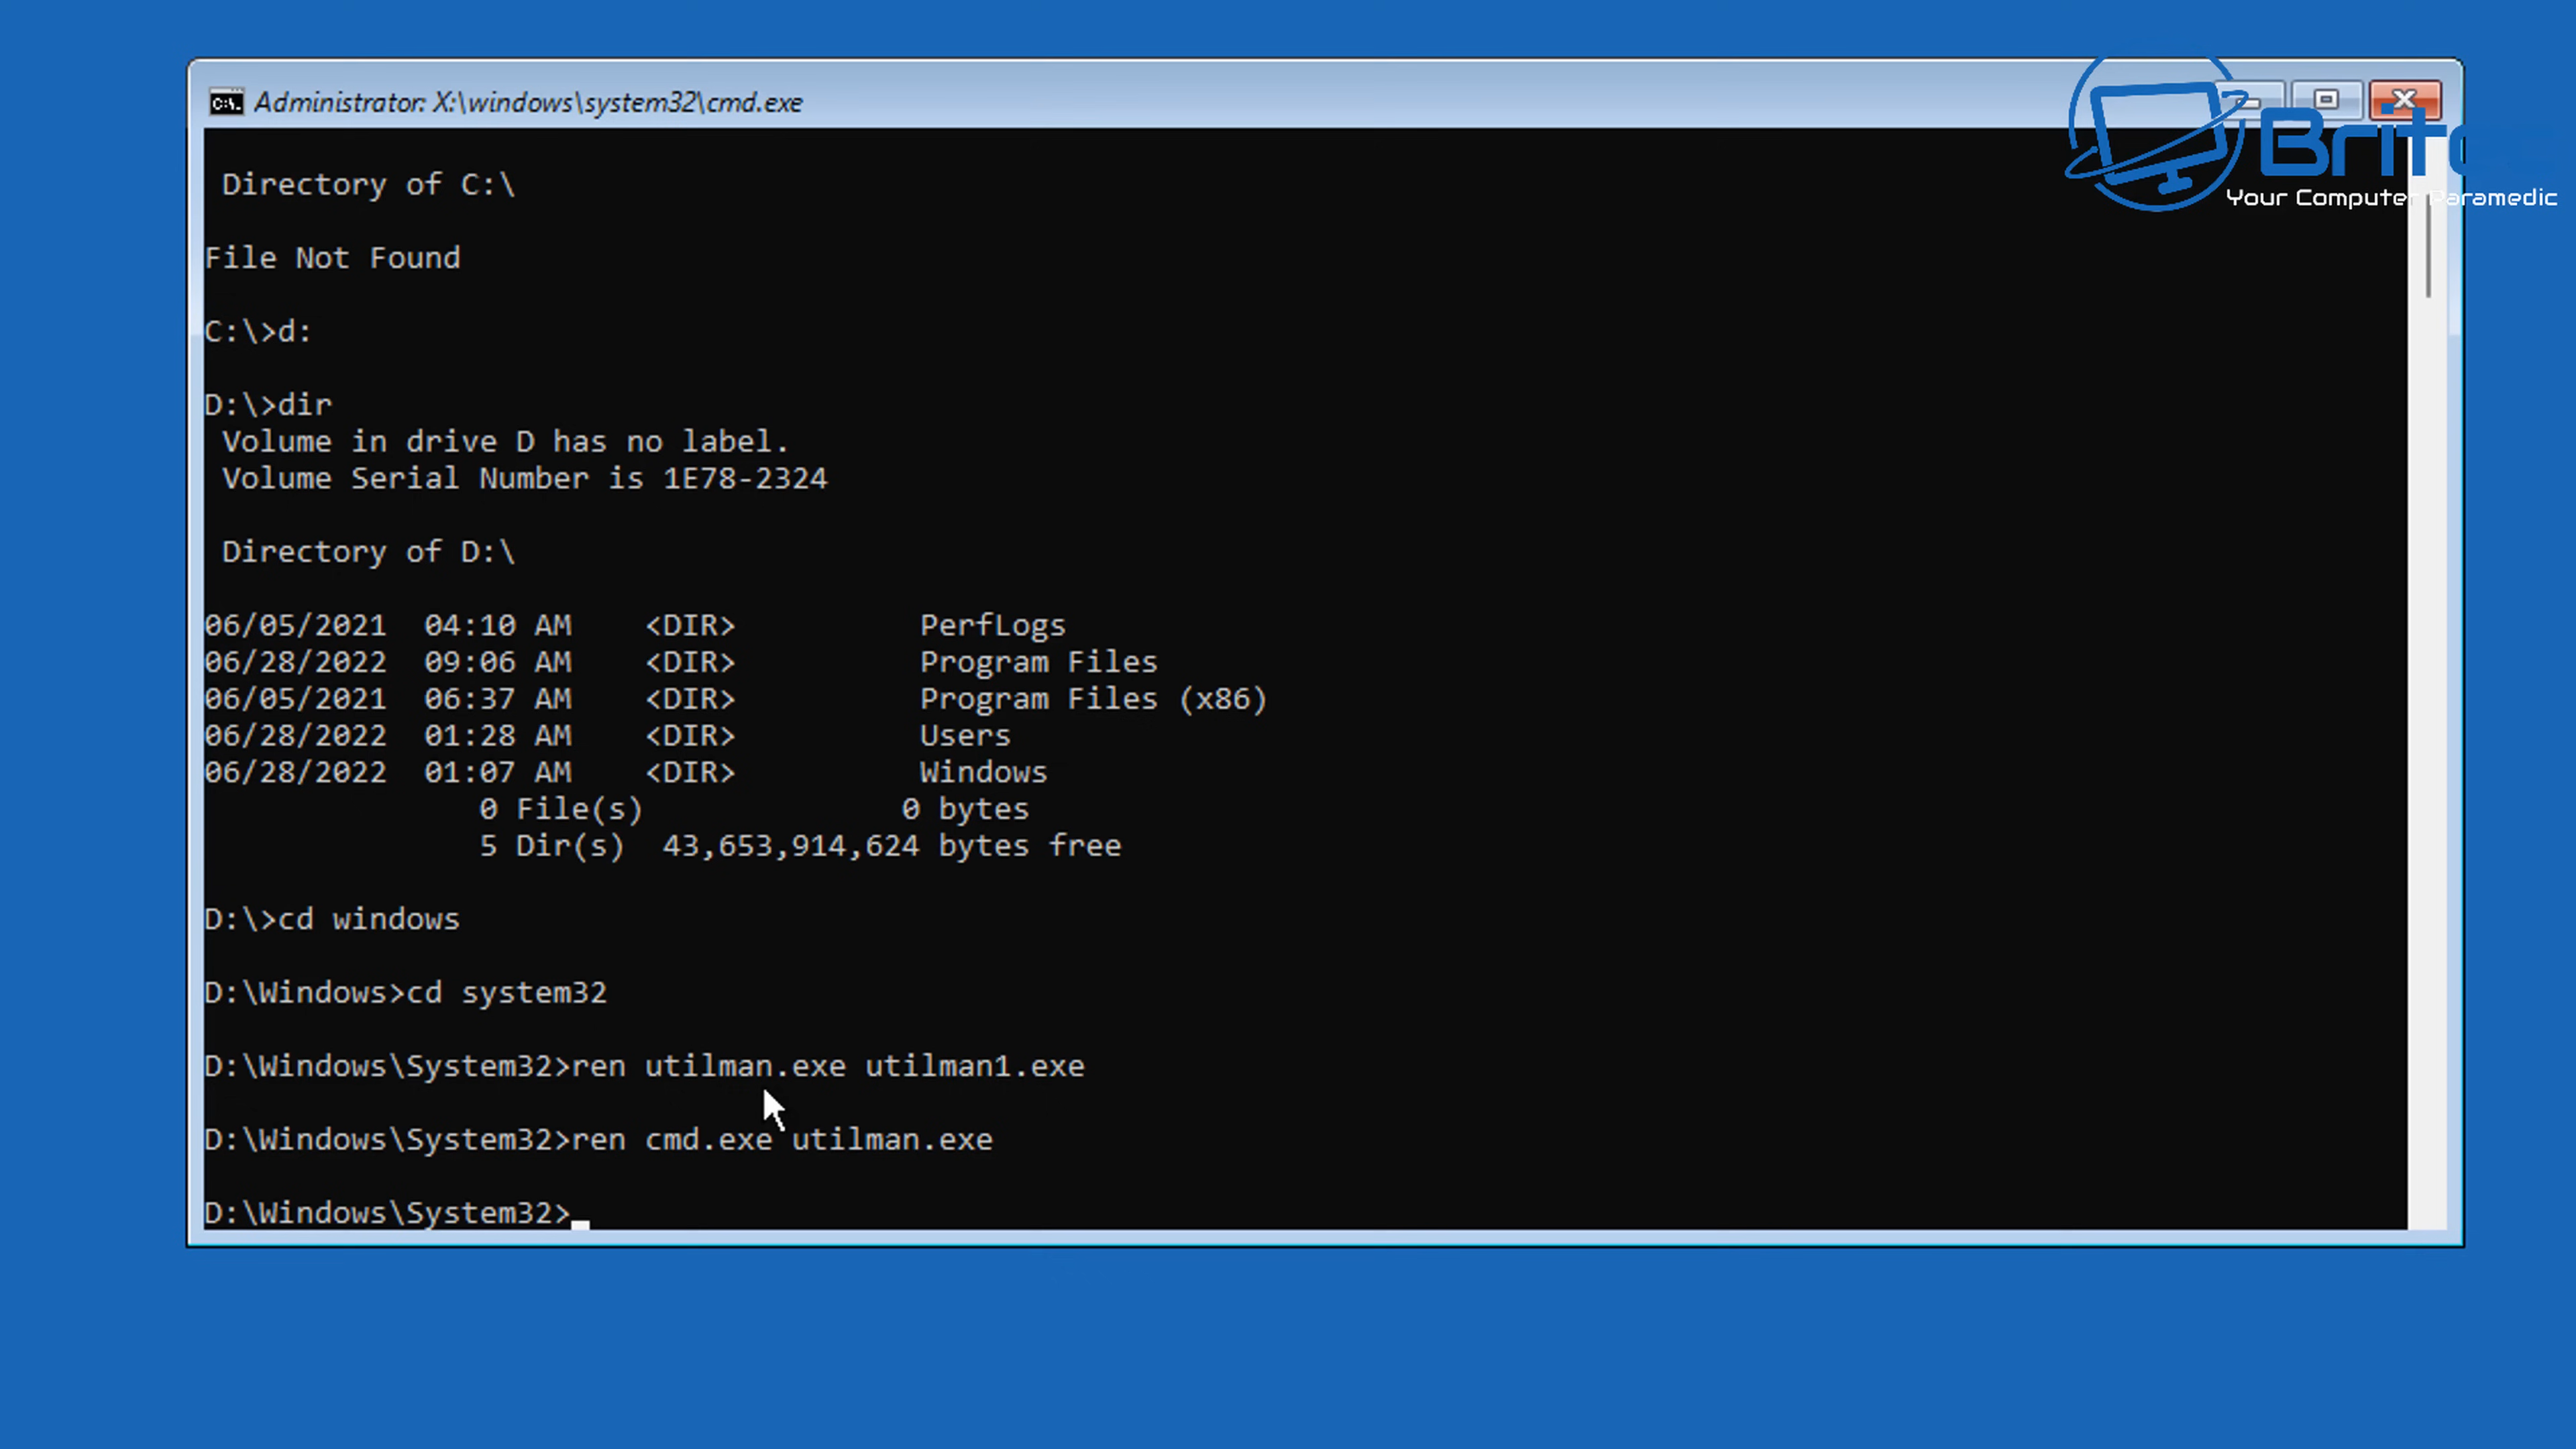 Administrator: X:\windows\system32\cmd.exe
Brite
Your Computer Paramedic
Directory of C:\
File Not Found
C:\>d:
D:\>dir
Volume in drive D has no label.
Volume Serial Number is 1E78-2324
Directory of D:\
06/05/2021  04:10 AM    <DIR>          PerfLogs
06/28/2022  09:06 AM    <DIR>          Program Files
06/05/2021  06:37 AM    <DIR>          Program Files (x86)
06/28/2022  01:28 AM    <DIR>          Users
06/28/2022  01:07 AM    <DIR>          Windows
0 File(s)              0 bytes
5 Dir(s)  43,653,914,624 bytes free
D:\>cd windows
D:\Windows>cd system32
D:\Windows\System32>ren utilman.exe utilman1.exe
D:\Windows\System32>ren cmd.exe utilman.exe
D:\Windows\System32>